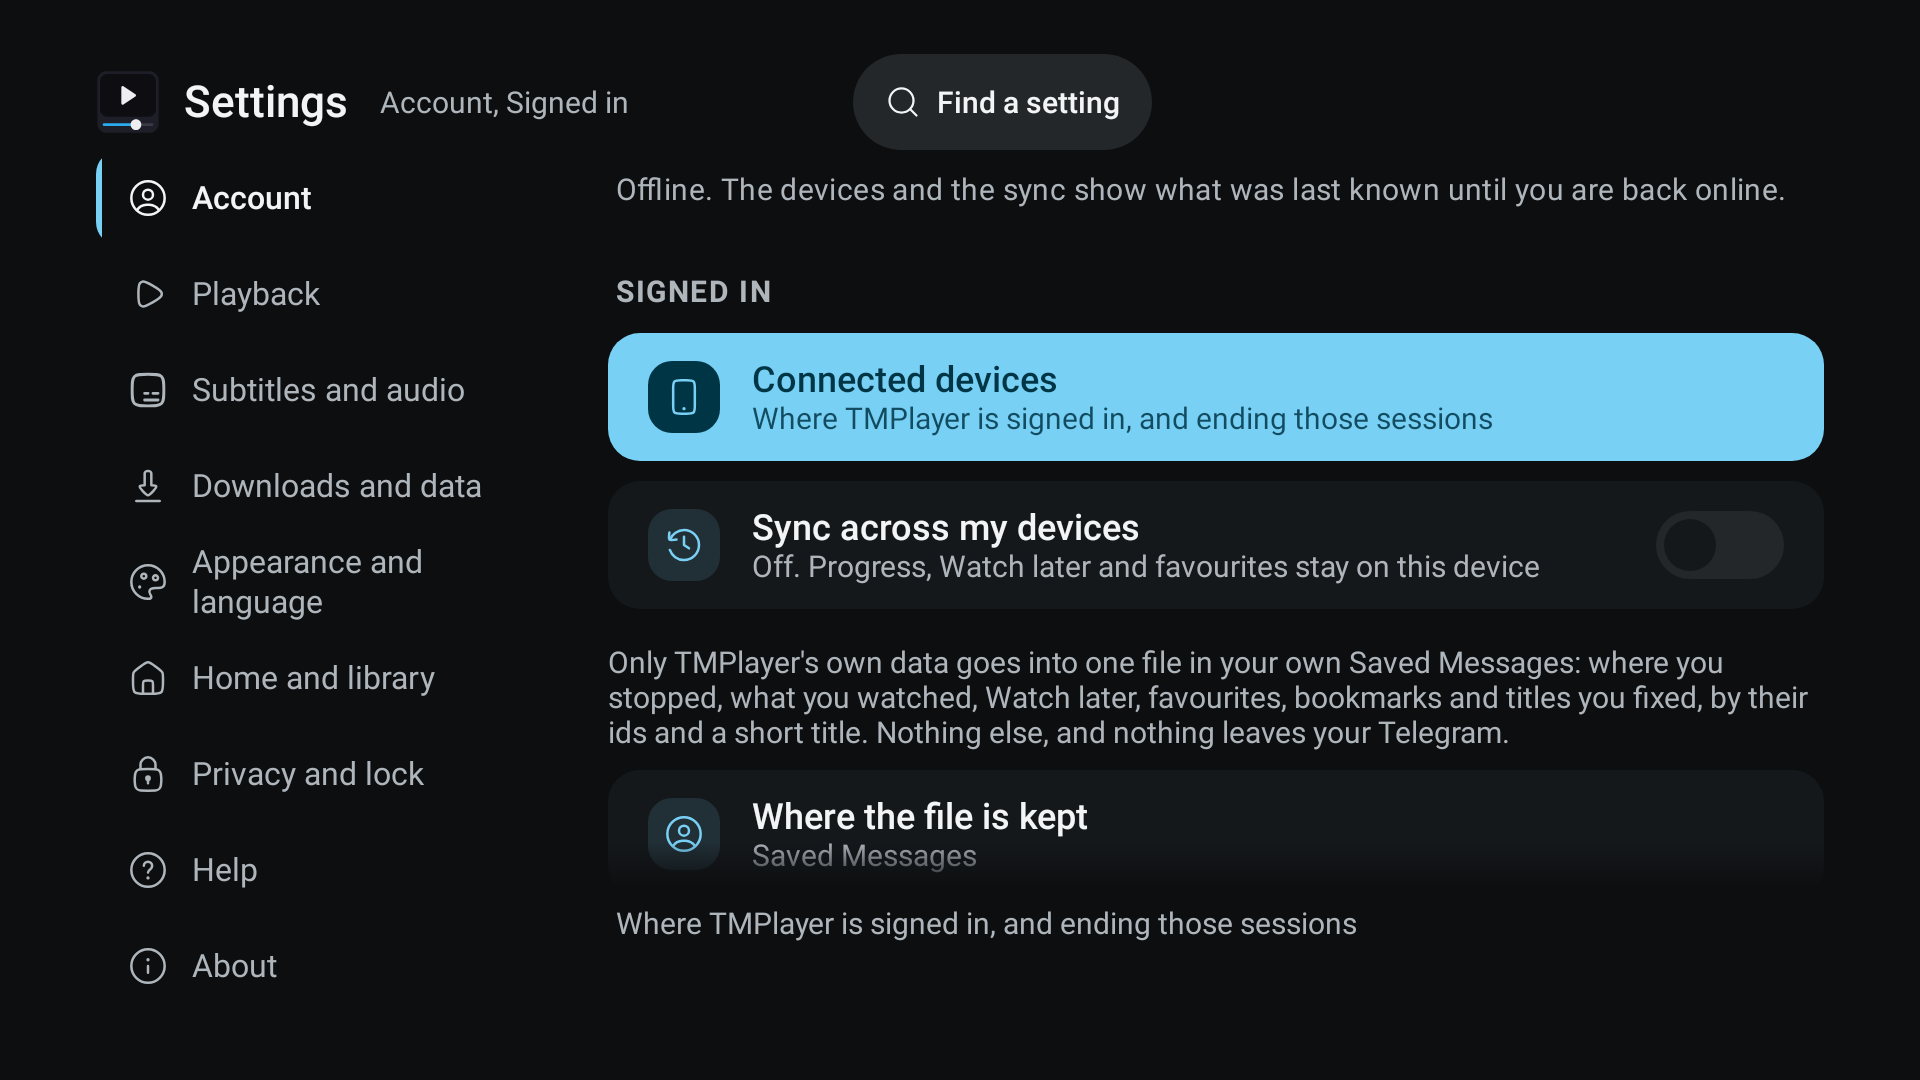 Settings
Account, Signed in
Find a setting
Account
Playback
Subtitles and audio
Downloads and data
Appearance and
language
Home and library
Privacy and lock
Help
About
Offline. The devices and the sync show what was last known until you are back online.
SIGNED IN
Connected devices
Where TMPlayer is signed in, and ending those sessions
Sync across my devices
Off. Progress, Watch later and favourites stay on this device
Only TMPlayer's own data goes into one file in your own Saved Messages: where you
stopped, what you watched, Watch later, favourites, bookmarks and titles you fixed, by their
ids and a short title. Nothing else, and nothing leaves your Telegram.
Where the file is kept
Saved Messages
Where TMPlayer is signed in, and ending those sessions